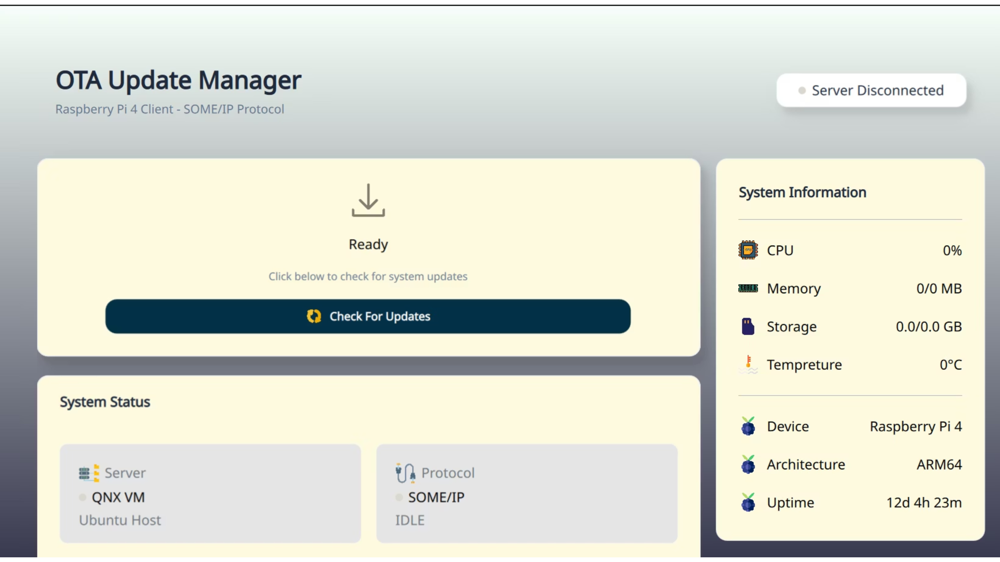 OTA Update Manager
Raspberry Pi 4 Client - SOME/IP Protocol
Server Disconnected
Ready
Click below to check for system updates
Check For Updates
System Status
Server
QNX VM
Ubuntu Host
Protocol
SOME/IP
IDLE
System Information
CPU 0%
Memory 0/0 MB
Storage 0.0/0.0 GB
Tempreture 0°C
Device Raspberry Pi 4
Architecture ARM64
Uptime 12d 4h 23m